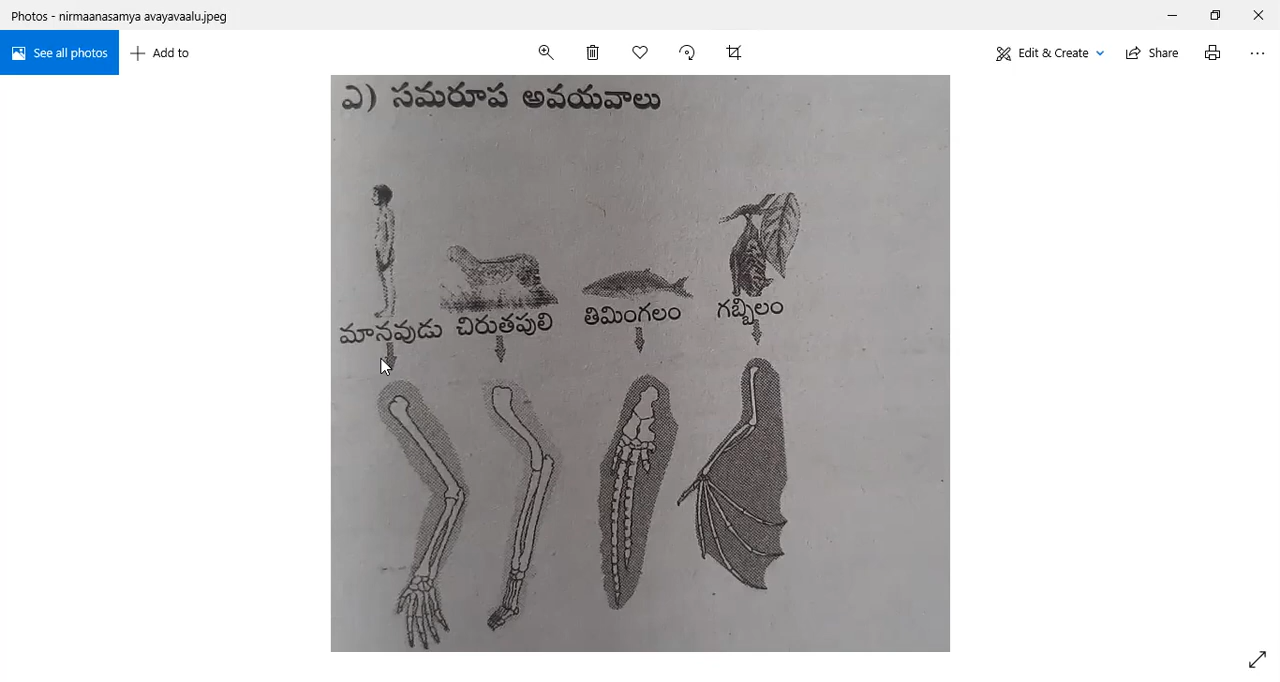 Photos - nirmaanasamya avayavaalu.jpeg
See all photos
Add to
Edit & Create
Share
ఎ) సమరూప అవయవాలు
మానవుడు చిరుతపులి తిమింగలం గబ్బిలం